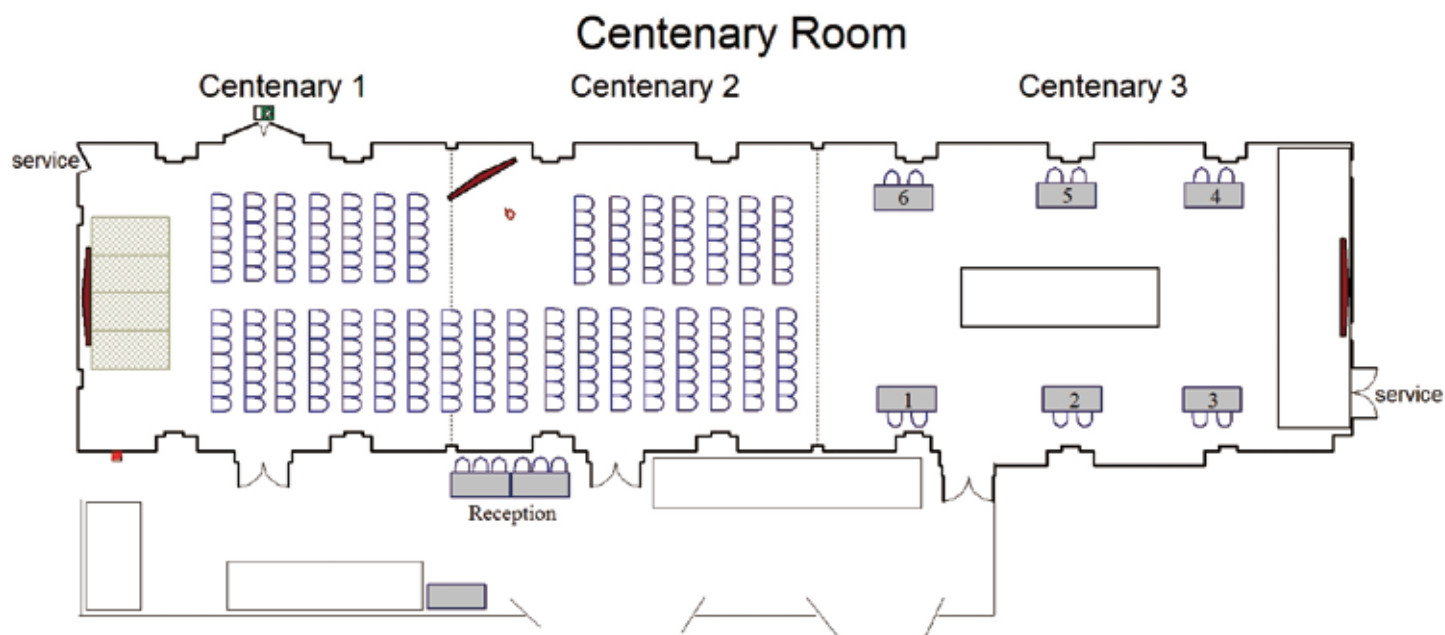 Centenary Room
Centenary 1
Centenary 2
Centenary 3
service
6
5
4
1
2
3
service
Reception